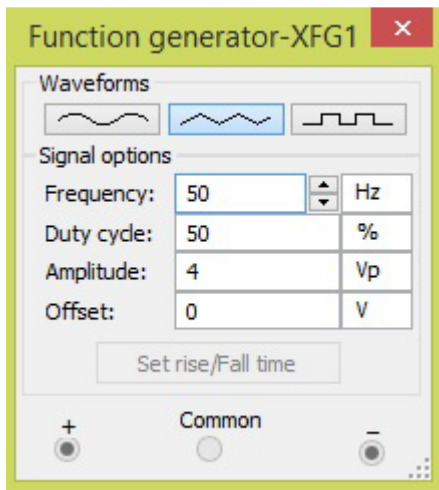 Function generator-XFG1
Waveforms
Signal options
Frequency: 50 Hz
Duty cycle: 50 %
Amplitude: 4 Vp
Offset: 0 V
Set rise/Fall time
+ Common −